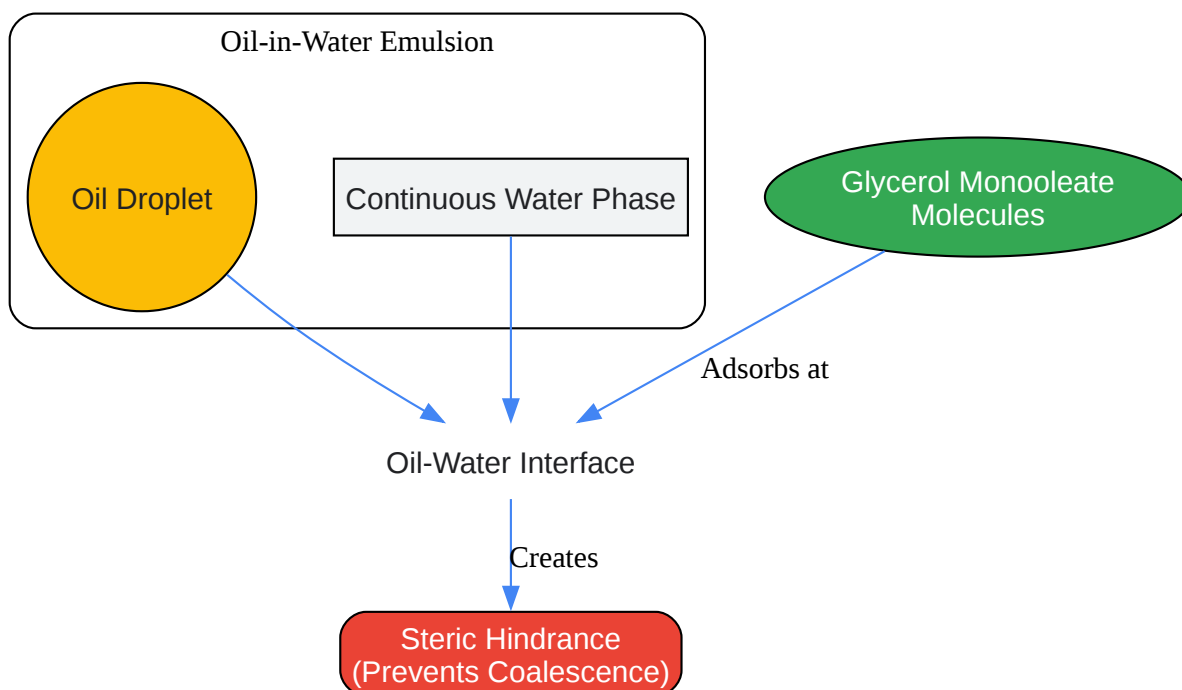 Oil-in-Water Emulsion
Oil Droplet
Continuous Water Phase
Glycerol Monooleate
Molecules
Adsorbs at
Oil-Water Interface
Creates
Steric Hindrance
(Prevents Coalescence)